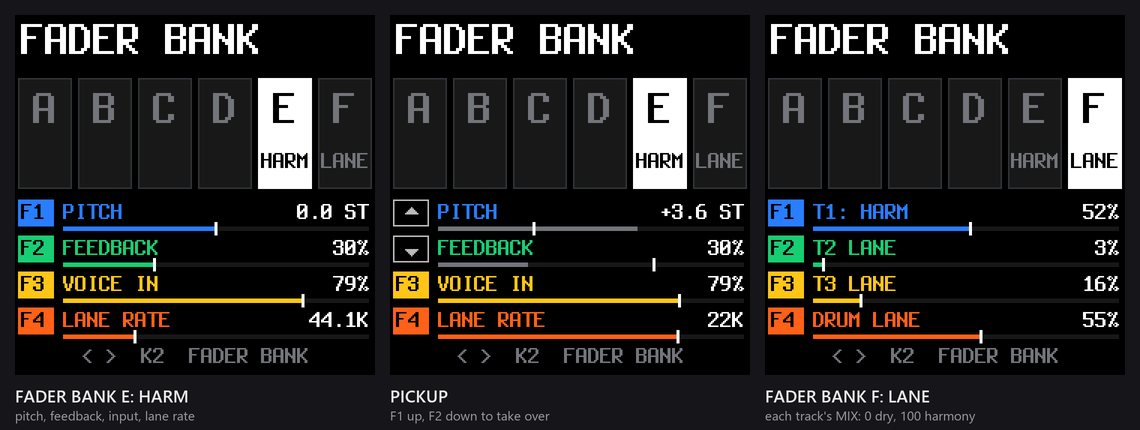 FADER BANK
A B C D E F
HARM LANE
F1 PITCH 0.0 ST
F2 FEEDBACK 30%
F3 VOICE IN 79%
F4 LANE RATE 44.1K
< > K2 FADER BANK
FADER BANK E: HARM
pitch, feedback, input, lane rate
FADER BANK
A B C D E F
HARM LANE
PITCH +3.6 ST
FEEDBACK 30%
F3 VOICE IN 79%
F4 LANE RATE 22K
< > K2 FADER BANK
PICKUP
F1 up, F2 down to take over
FADER BANK
A B C D E F
HARM LANE
F1 T1: HARM 52%
F2 T2 LANE 3%
F3 T3 LANE 16%
F4 DRUM LANE 55%
< > K2 FADER BANK
FADER BANK F: LANE
each track's MIX: 0 dry, 100 harmony